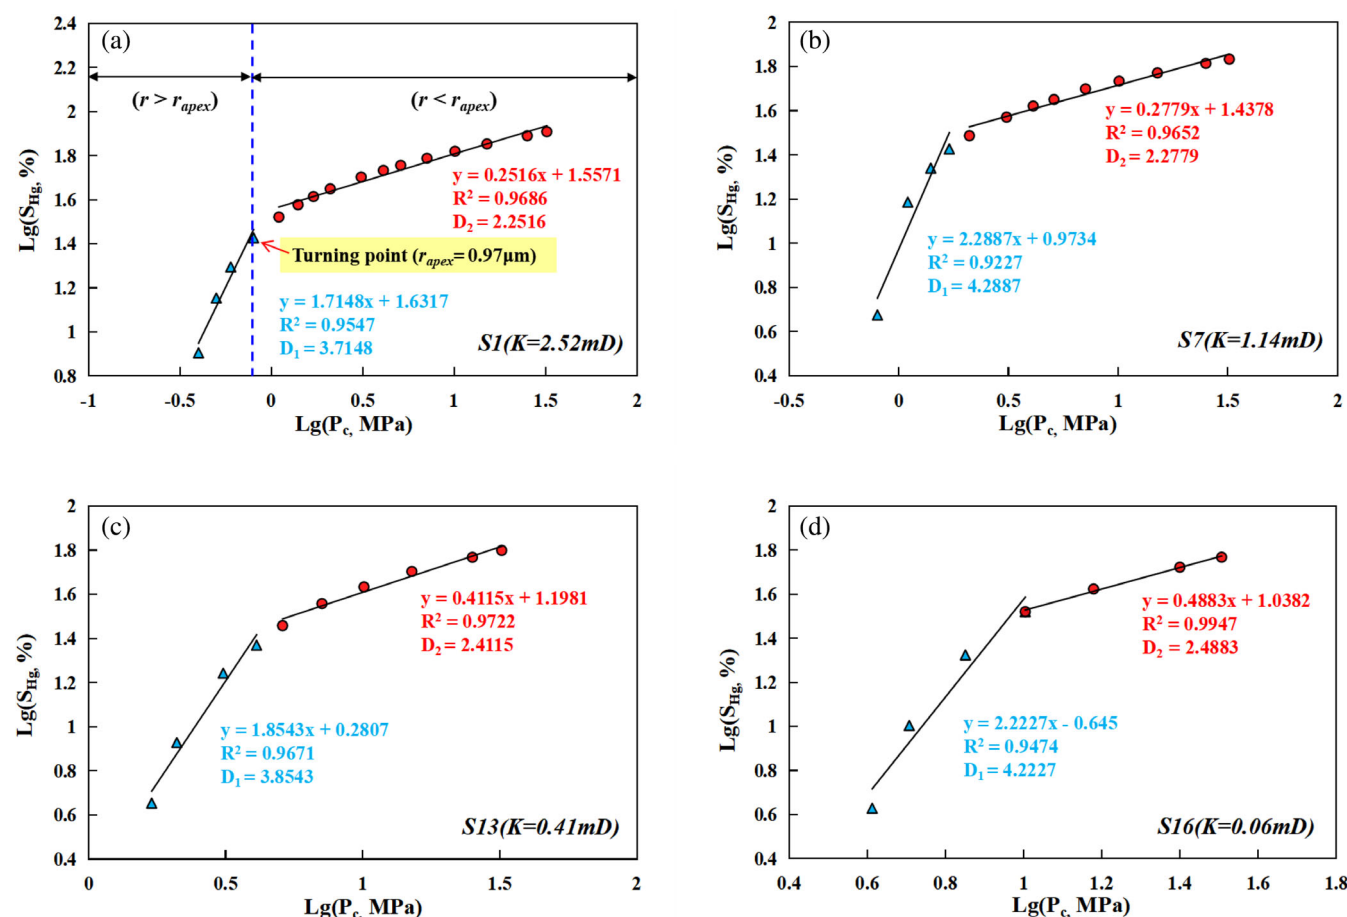 (a)
2.4
2.2
2
1.8
1.6
1.4
1.2
1
0.8
-1
-0.5
0
0.5
1
1.5
2
Lg(S_Hg, %)
Lg(P_c, MPa)
(r > r_apex)
(r < r_apex)
y = 0.2516x + 1.5571
R² = 0.9686
D₂ = 2.2516
Turning point (r_apex = 0.97μm)
y = 1.7148x + 1.6317
R² = 0.9547
D₁ = 3.7148
S1(K=2.52mD)
(b)
2
1.8
1.6
1.4
1.2
1
0.8
0.6
0.4
-0.5
0
0.5
1
1.5
2
Lg(S_Hg, %)
Lg(P_c, MPa)
y = 0.2779x + 1.4378
R² = 0.9652
D₂ = 2.2779
y = 2.2887x + 0.9734
R² = 0.9227
D₁ = 4.2887
S7(K=1.14mD)
(c)
2
1.8
1.6
1.4
1.2
1
0.8
0.6
0.4
0
0.5
1
1.5
2
Lg(S_Hg, %)
Lg(P_c, MPa)
y = 0.4115x + 1.1981
R² = 0.9722
D₂ = 2.4115
y = 1.8543x + 0.2807
R² = 0.9671
D₁ = 3.8543
S13(K=0.41mD)
(d)
2
1.8
1.6
1.4
1.2
1
0.8
0.6
0.4
0.4
0.6
0.8
1
1.2
1.4
1.6
1.8
Lg(S_Hg, %)
Lg(P_c, MPa)
y = 0.4883x + 1.0382
R² = 0.9947
D₂ = 2.4883
y = 2.2227x - 0.645
R² = 0.9474
D₁ = 4.2227
S16(K=0.06mD)